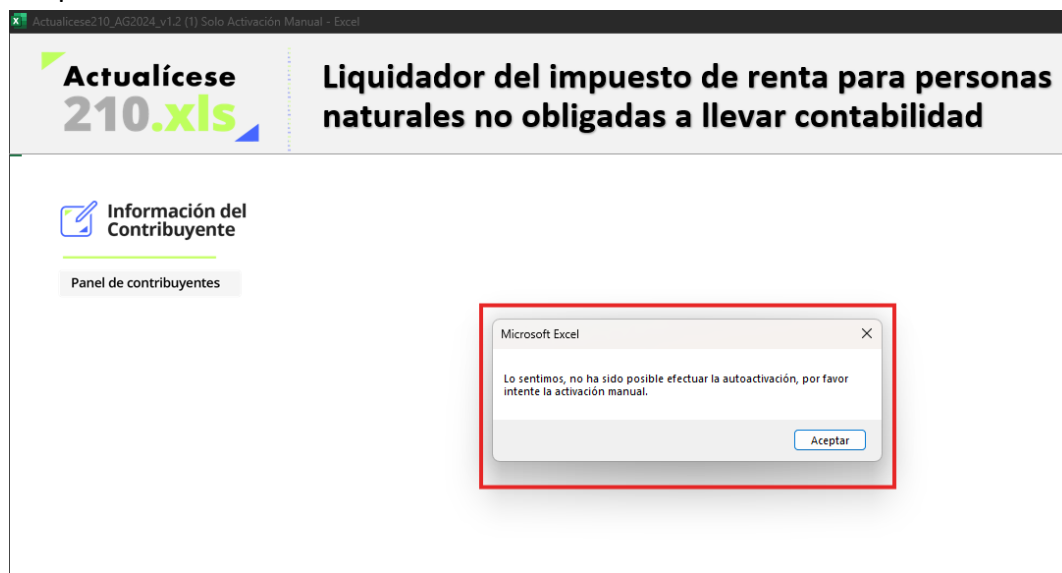 Actualicese210_AG2024_v1.2 (1) Solo Activación Manual - Excel
Actualícese
210.xls
Liquidador del impuesto de renta para personas
naturales no obligadas a llevar contabilidad
Información del
Contribuyente
Panel de contribuyentes
Microsoft Excel
Lo sentimos, no ha sido posible efectuar la autoactivación, por favor
intente la activación manual.
Aceptar